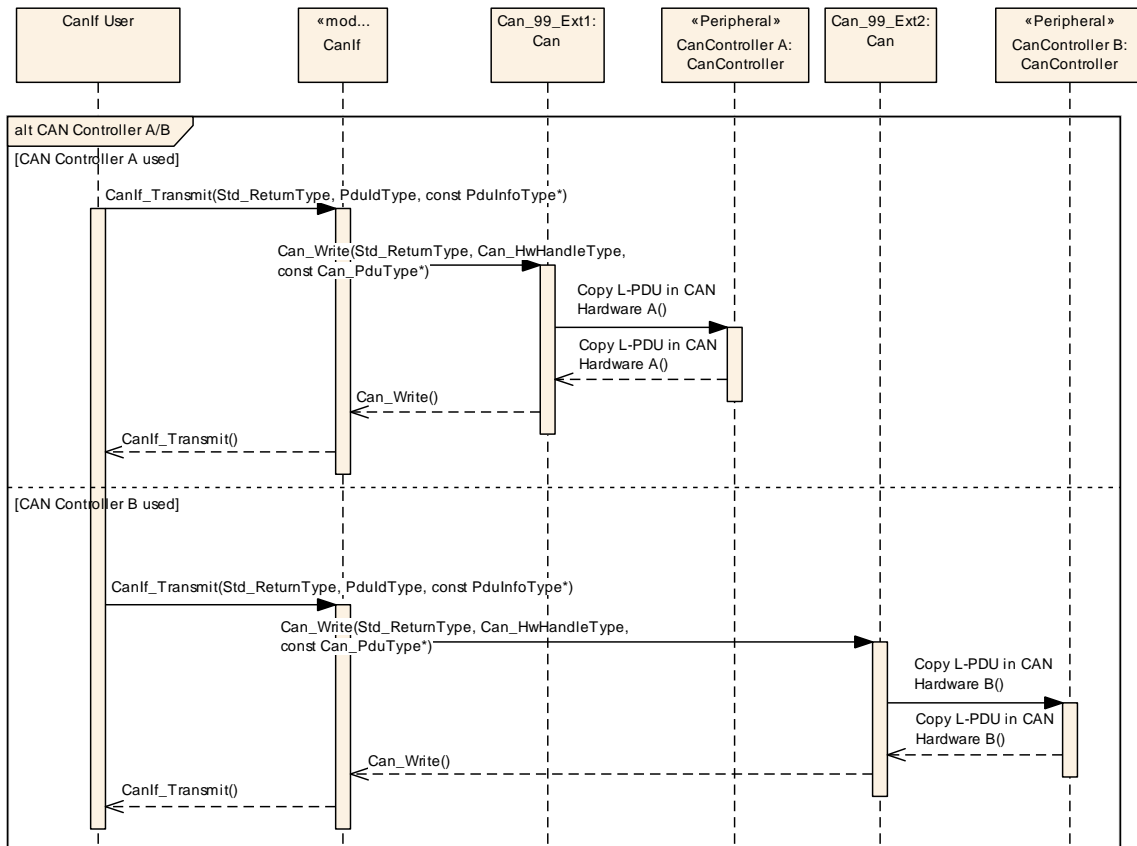 CanIf User
«mod...
CanIf
Can_99_Ext1:
Can
«Peripheral»
CanController A:
CanController
Can_99_Ext2:
Can
«Peripheral»
CanController B:
CanController
alt CAN Controller A/B
[CAN Controller A used]
CanIf_Transmit(Std_ReturnType, PduIdType, const PduInfoType*)
Can_Write(Std_ReturnType, Can_HwHandleType,
const Can_PduType*)
Copy L-PDU in CAN
Hardware A()
Copy L-PDU in CAN
Hardware A()
Can_Write()
CanIf_Transmit()
[CAN Controller B used]
CanIf_Transmit(Std_ReturnType, PduIdType, const PduInfoType*)
Can_Write(Std_ReturnType, Can_HwHandleType,
const Can_PduType*)
Copy L-PDU in CAN
Hardware B()
Copy L-PDU in CAN
Hardware B()
Can_Write()
CanIf_Transmit()